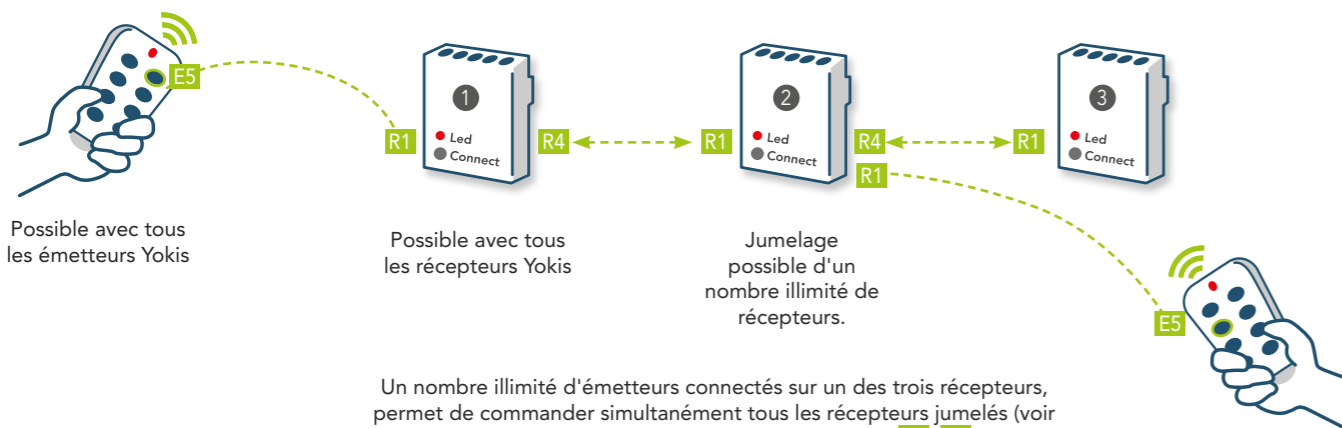 E5
R1
1
Led
Connect
R4
R1
2
Led
Connect
R4
R1
R1
3
Led
Connect
Possible avec tous
les émetteurs Yokis
Possible avec tous
les récepteurs Yokis
Jumelage
possible d'un
nombre illimité de
récepteurs.
E5
Un nombre illimité d'émetteurs connectés sur un des trois récepteurs,
permet de commander simultanément tous les récepteurs jumelés (voir